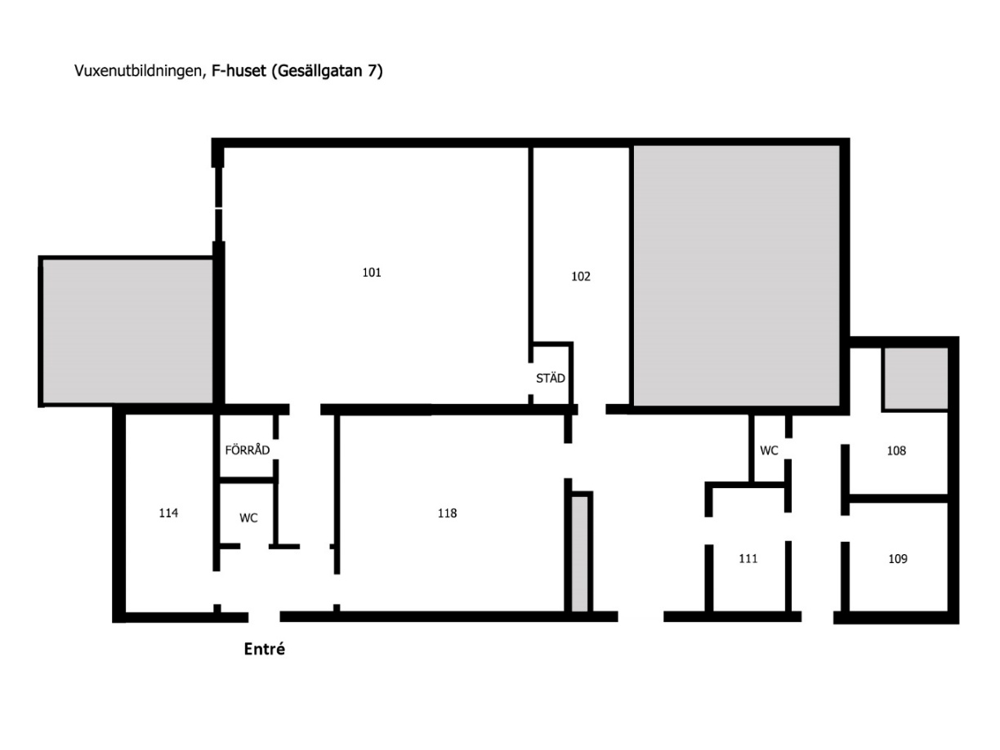 Vuxenutbildningen, F-huset (Gesällgatan 7)
101
102
STÄD
FÖRRÅD
WC
108
114
WC
118
111
109
Entré